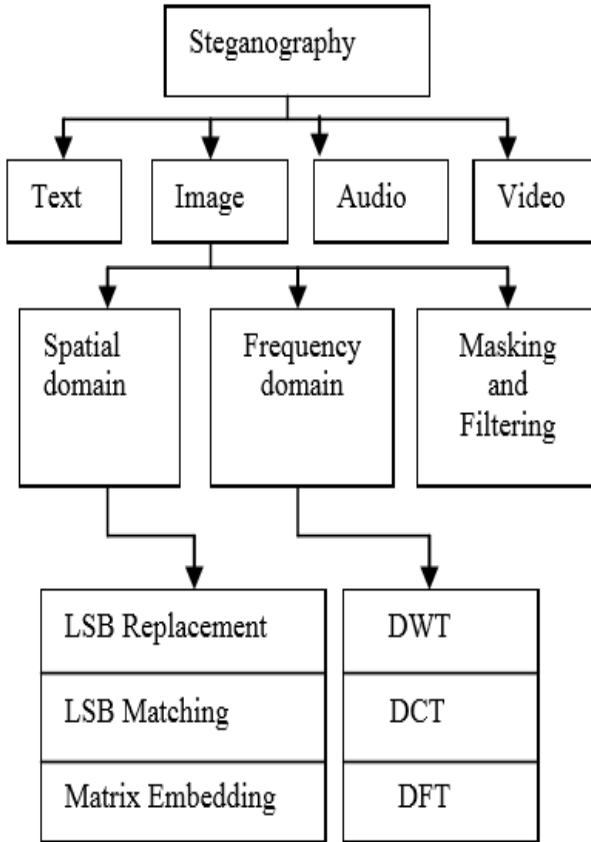 Steganography
Text
Image
Audio
Video
Spatial
domain
Frequency
domain
Masking
and
Filtering
LSB Replacement
LSB Matching
Matrix Embedding
DWT
DCT
DFT